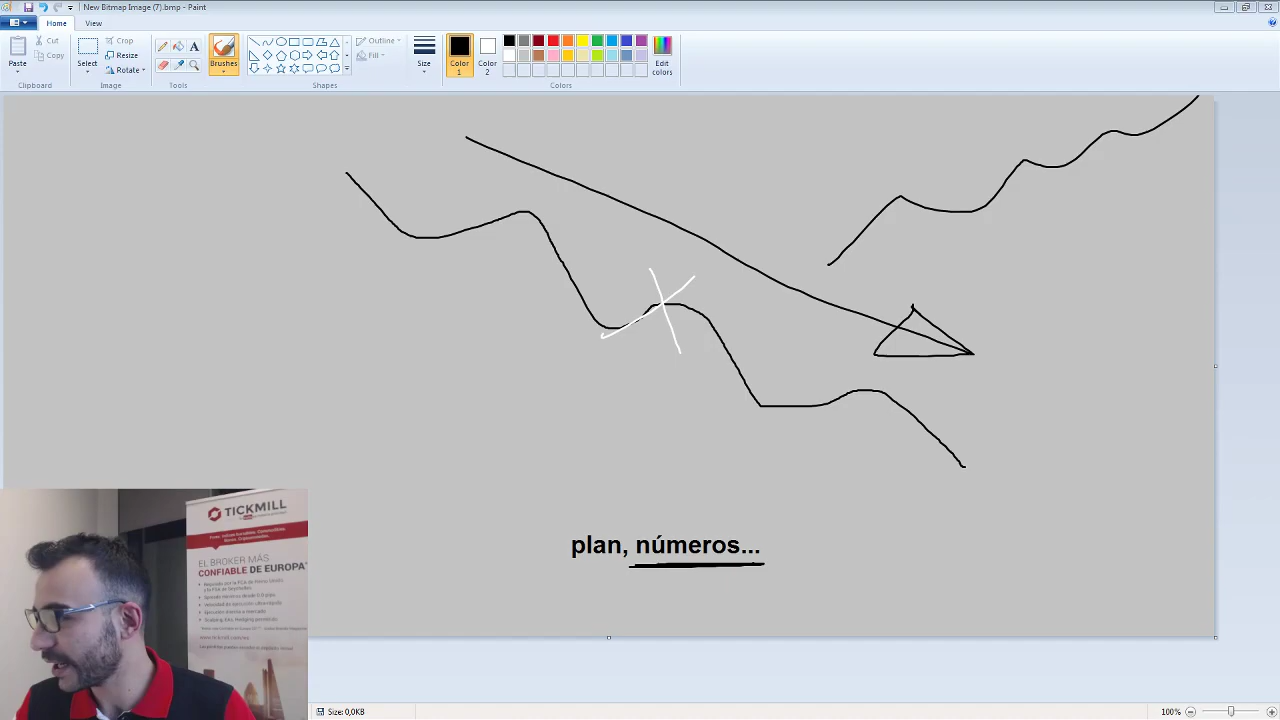 New Bitmap Image (7).bmp - Paint
Home
View
Paste
Cut
Copy
Clipboard
Select
Crop
Resize
Rotate
Image
A
Tools
Brushes
Outline
Fill
Shapes
Size
Color 1
Color 2
Edit colors
Colors
plan, números...
TICKMILL
EL BROKER MÁS
CONFIABLE DE EUROPA
Size: 0,0KB
100%